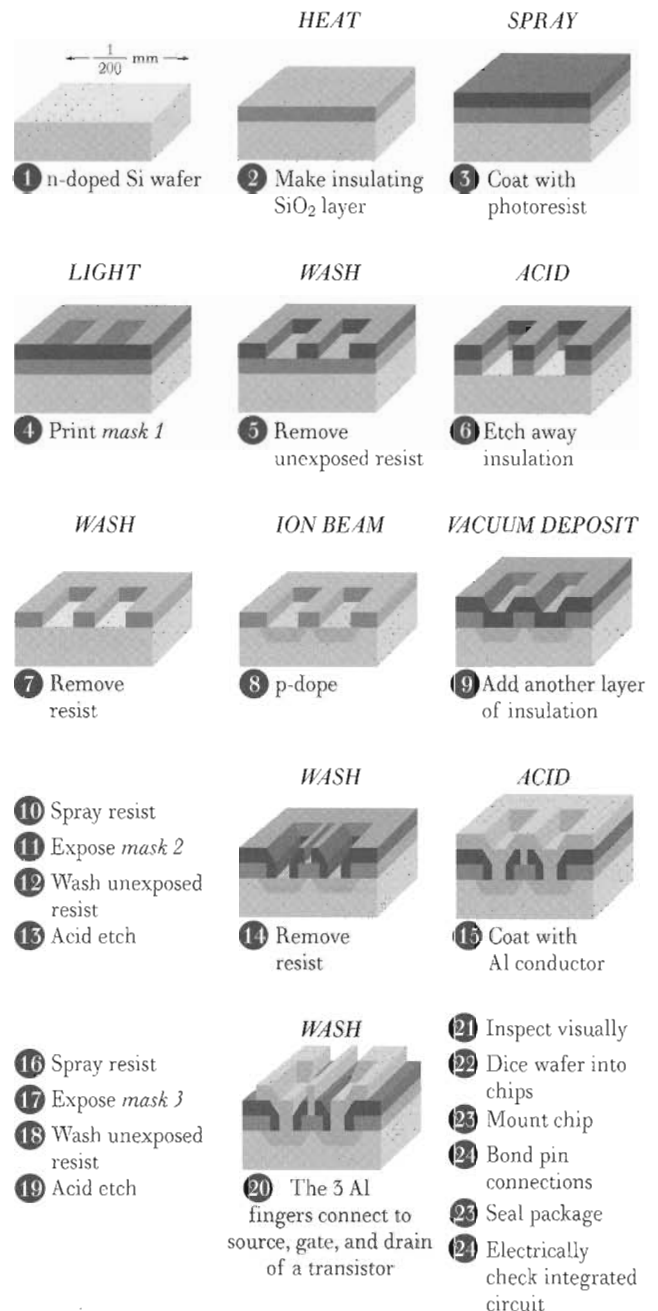 HEAT
SPRAY
1/200 mm
1 n-doped Si wafer
2 Make insulating
SiO₂ layer
3 Coat with
photoresist
LIGHT
WASH
ACID
4 Print mask 1
5 Remove
unexposed resist
6 Etch away
insulation
WASH
ION BEAM
VACUUM DEPOSIT
7 Remove
resist
8 p-dope
9 Add another layer
of insulation
10 Spray resist
11 Expose mask 2
12 Wash unexposed
resist
13 Acid etch
WASH
14 Remove
resist
ACID
15 Coat with
Al conductor
16 Spray resist
17 Expose mask 3
18 Wash unexposed
resist
19 Acid etch
WASH
20 The 3 Al
fingers connect to
source, gate, and drain
of a transistor
21 Inspect visually
22 Dice wafer into
chips
23 Mount chip
24 Bond pin
connections
23 Seal package
24 Electrically
check integrated
circuit